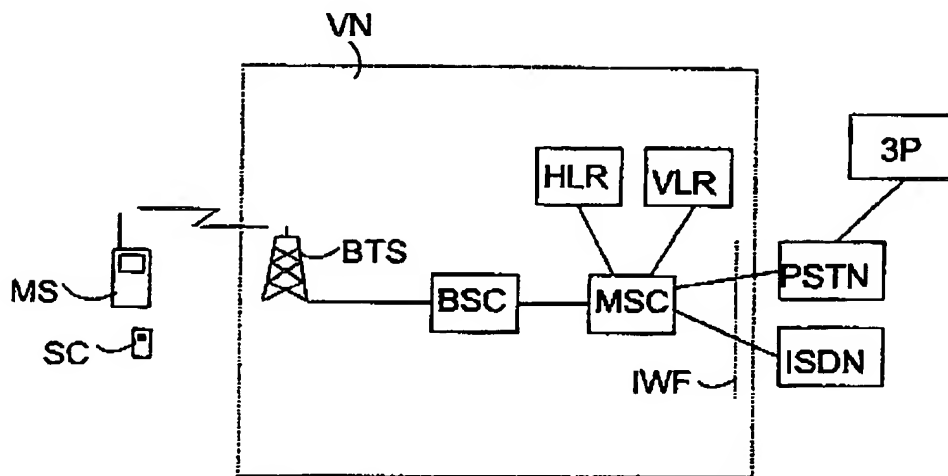 VN
3P
HLR
VLR
BTS
MS
BSC
MSC
PSTN
SC
IWF
ISDN